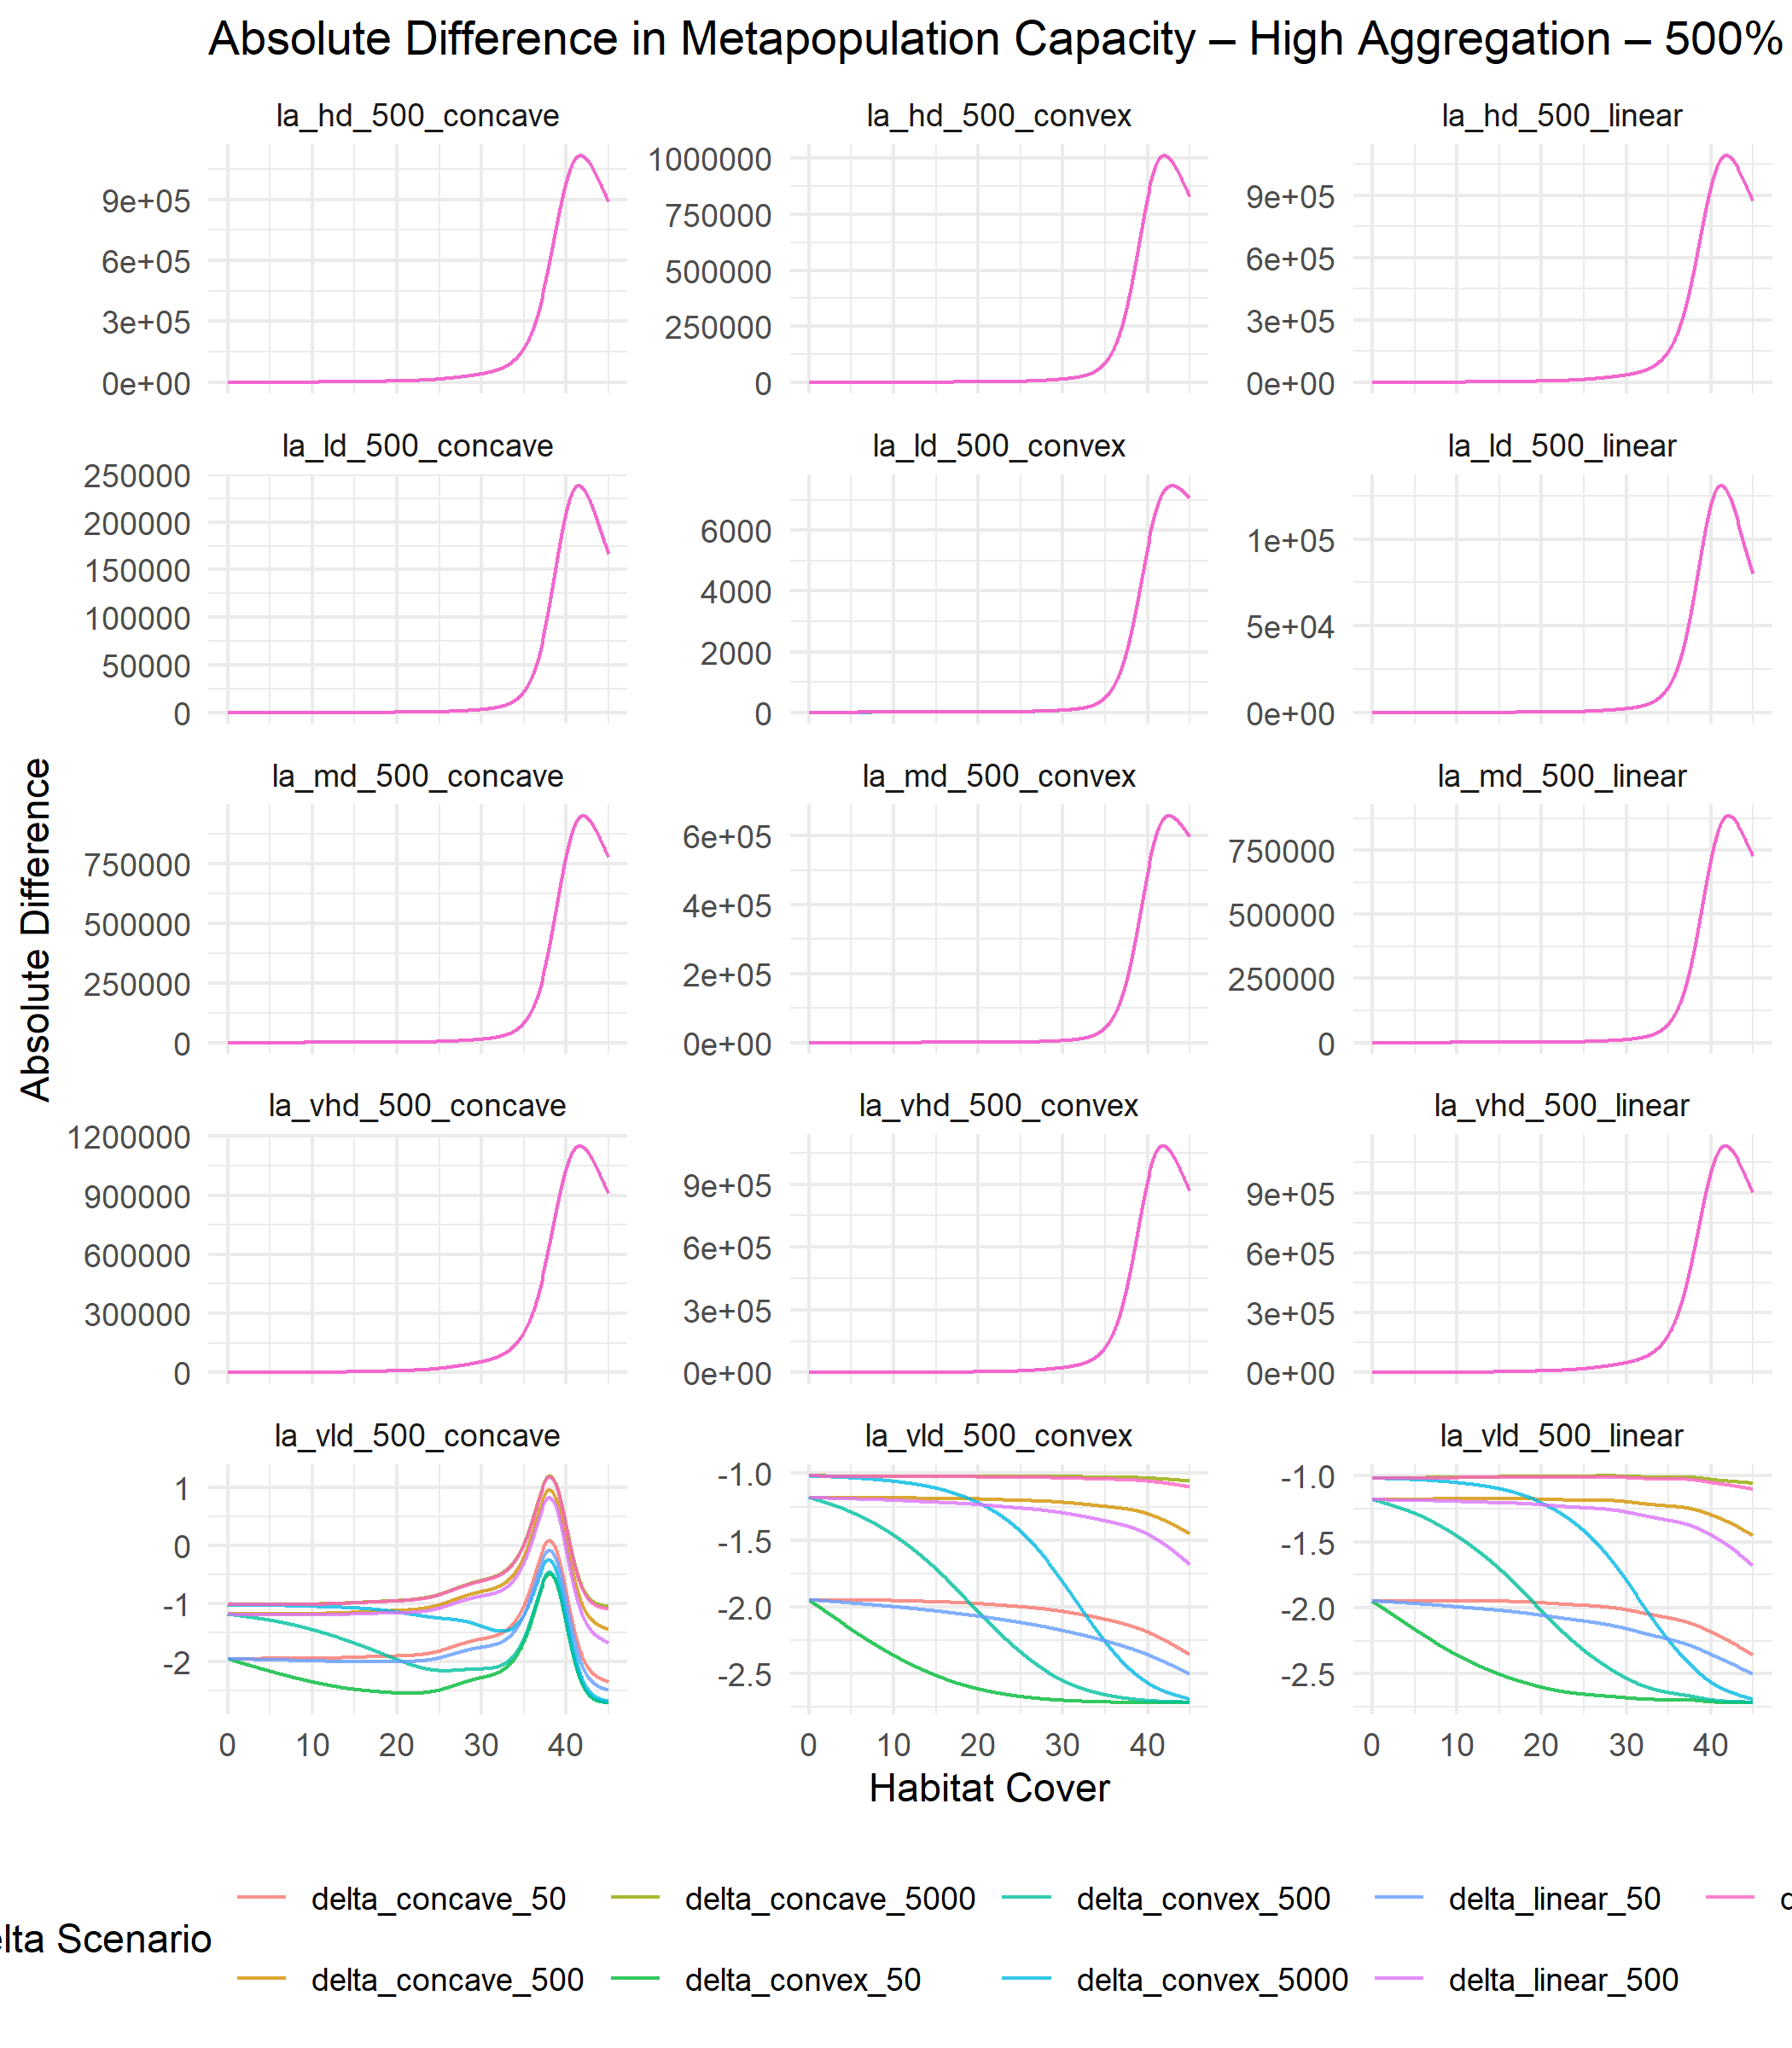 Absolute Difference in Metapopulation Capacity – High Aggregation – 500%
la_hd_500_concave la_hd_500_convex la_hd_500_linear
9e+05
6e+05
3e+05
0e+00
1000000
750000
500000
250000
0
9e+05
6e+05
3e+05
0e+00
la_ld_500_concave la_ld_500_convex la_ld_500_linear
250000
200000
150000
100000
50000
0
6000
4000
2000
0
1e+05
5e+04
0e+00
la_md_500_concave la_md_500_convex la_md_500_linear
750000
500000
250000
0
6e+05
4e+05
2e+05
0e+00
750000
500000
250000
0
Absolute Difference
la_vhd_500_concave la_vhd_500_convex la_vhd_500_linear
1200000
900000
600000
300000
0
9e+05
6e+05
3e+05
0e+00
9e+05
6e+05
3e+05
0e+00
la_vld_500_concave la_vld_500_convex la_vld_500_linear
1
0
-1
-2
-1.0
-1.5
-2.0
-2.5
-1.0
-1.5
-2.0
-2.5
0 10 20 30 40 0 10 20 30 40 0 10 20 30 40
Habitat Cover
delta_concave_50 delta_concave_5000 delta_convex_500 delta_linear_50
lta Scenario
delta_concave_500 delta_convex_50 delta_convex_5000 delta_linear_500